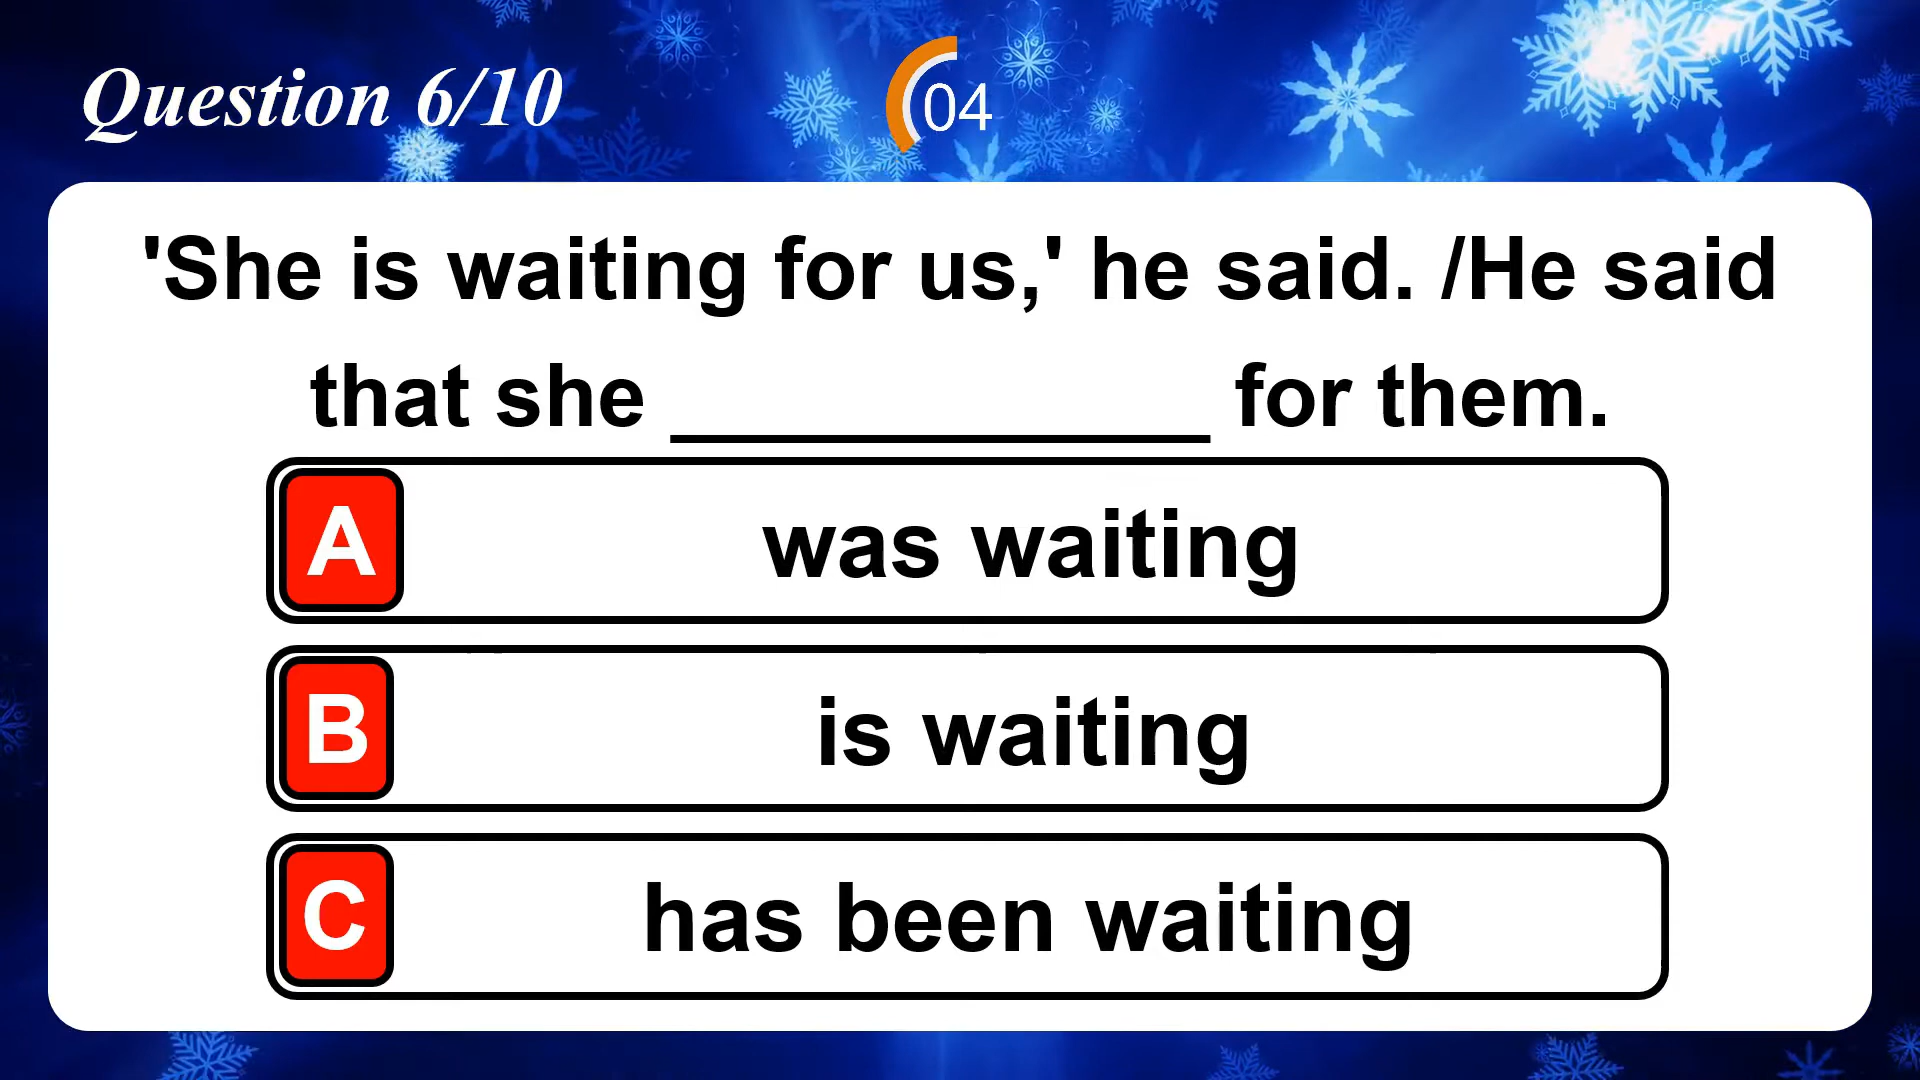 Question 6/10
04
'She is waiting for us,' he said. /He said
that she ____________ for them.
A
was waiting
B
is waiting
C
has been waiting